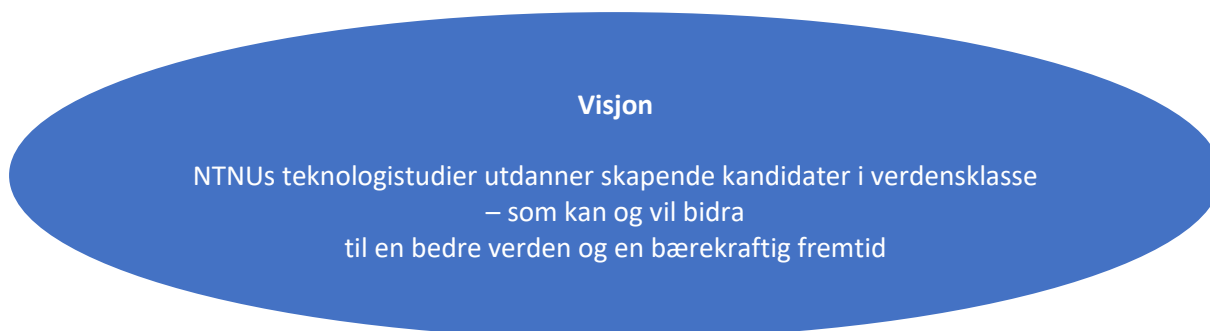 Visjon
NTNUs teknologistudier utdanner skapende kandidater i verdensklasse
– som kan og vil bidra
til en bedre verden og en bærekraftig fremtid